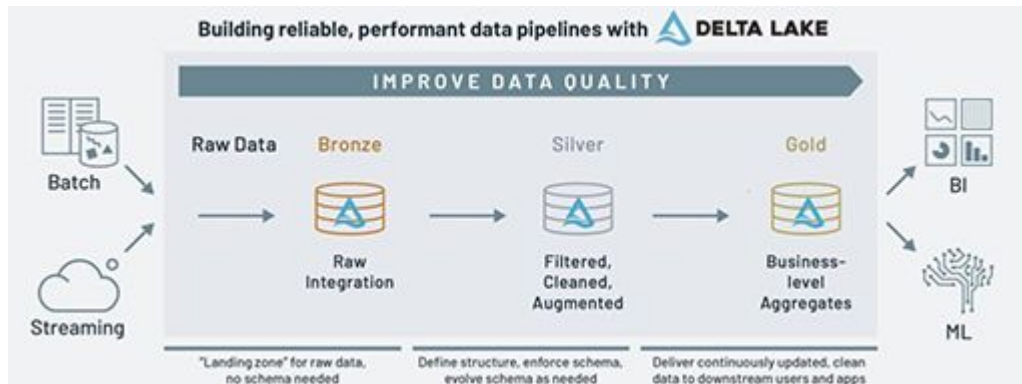 Building reliable, performant data pipelines with DELTA LAKE
IMPROVE DATA QUALITY
Batch
Streaming
Raw Data
Bronze
Silver
Gold
Raw
Integration
Filtered,
Cleaned,
Augmented
Business-
level
Aggregates
BI
ML
"Landing zone" for raw data,
no schema needed
Define structure, enforce schema,
evolve schema as needed
Deliver continuously updated, clean
data to downstream users and apps